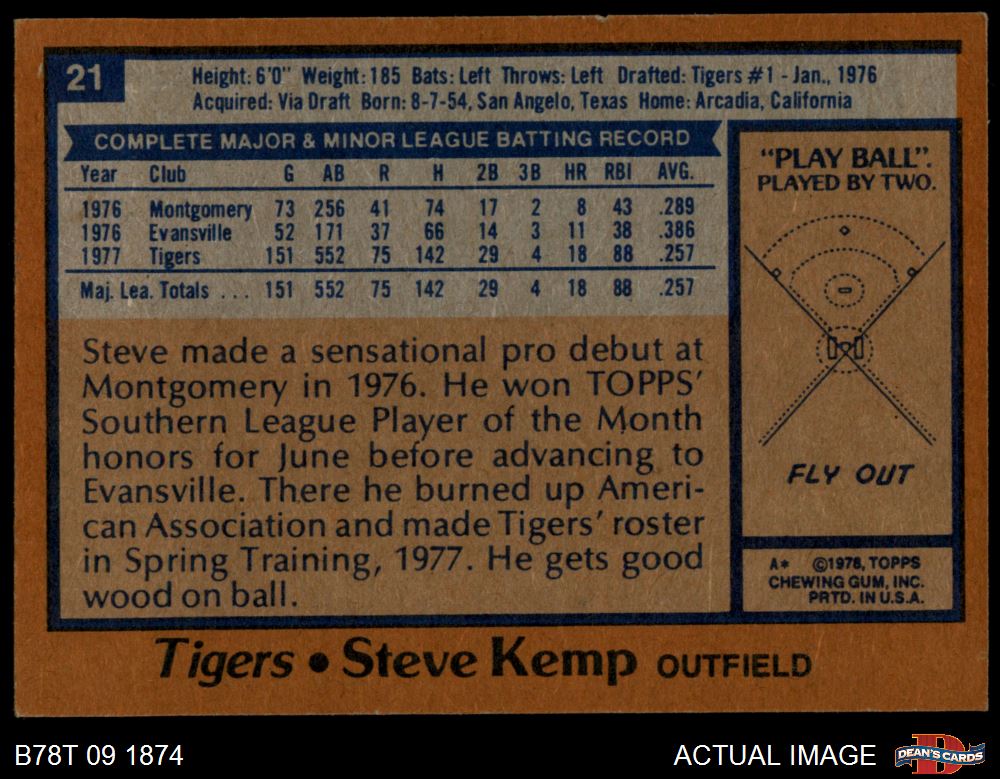 21
Height: 6'0" Weight: 185 Bats: Left Throws: Left Drafted: Tigers #1 - Jan., 1976
Acquired: Via Draft Born: 8-7-54, San Angelo, Texas Home: Arcadia, California
COMPLETE MAJOR & MINOR LEAGUE BATTING RECORD
Year Club G AB R H 2B 3B HR RBI AVG.
1976 Montgomery 73 256 41 74 17 2 8 43 .289
1976 Evansville 52 171 37 66 14 3 11 38 .386
1977 Tigers 151 552 75 142 29 4 18 88 .257
Maj. Lea. Totals ... 151 552 75 142 29 4 18 88 .257
Steve made a sensational pro debut at
Montgomery in 1976. He won TOPPS'
Southern League Player of the Month
honors for June before advancing to
Evansville. There he burned up Ameri-
can Association and made Tigers' roster
in Spring Training, 1977. He gets good
wood on ball.
"PLAY BALL".
PLAYED BY TWO.
FLY OUT
A* ©1978, TOPPS
CHEWING GUM, INC.
PRTD. IN U.S.A.
Tigers • Steve Kemp OUTFIELD
B78T 09 1874
ACTUAL IMAGE
D
DEAN'S CARDS